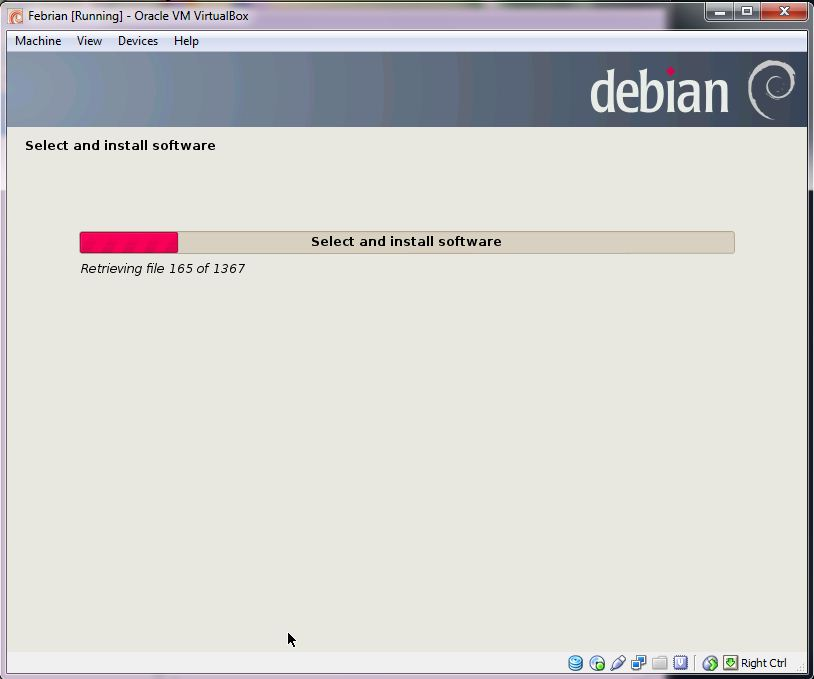 Febrian [Running] - Oracle VM VirtualBox
Machine View Devices Help
debian
Select and install software
Select and install software
Retrieving file 165 of 1367
Right Ctrl